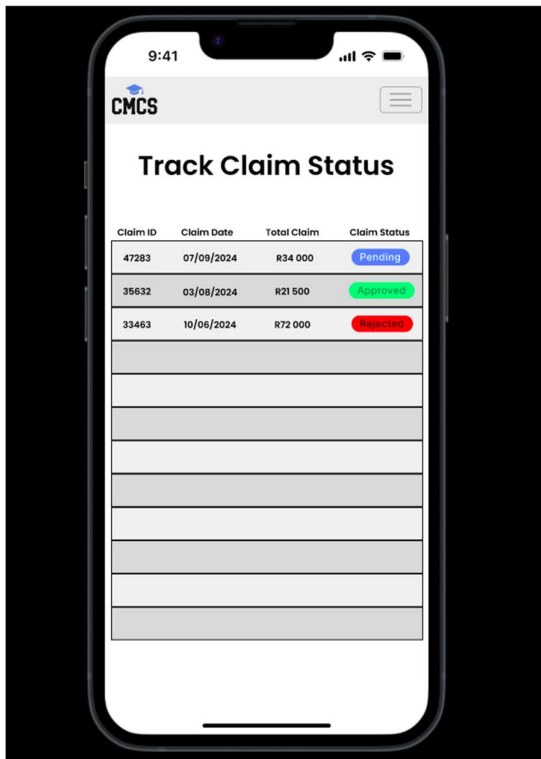 9:41
CMCS
Track Claim Status
Claim ID Claim Date Total Claim Claim Status
47283 07/09/2024 R34 000 Pending
35632 03/08/2024 R21 500 Approved
33463 10/06/2024 R72 000 Rejected